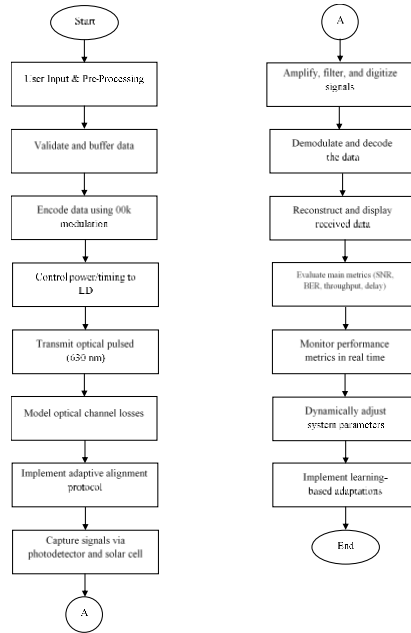 Start
User Input & Pre-Processing
Validate and buffer data
Encode data using 00k
modulation
Control power/timing to
LD
Transmit optical pulsed
(630 nm)
Model optical channel losses
Implement adaptive alignment
protocol
Capture signals via
photodetector and solar cell
A
A
Amplify, filter, and digitize
signals
Demodulate and decode
the data
Reconstruct and display
received data
Evaluate main metrics (SNR,
BER, throughput, delay)
Monitor performance
metrics in real time
Dynamically adjust
system parameters
Implement learning-
based adaptations
End